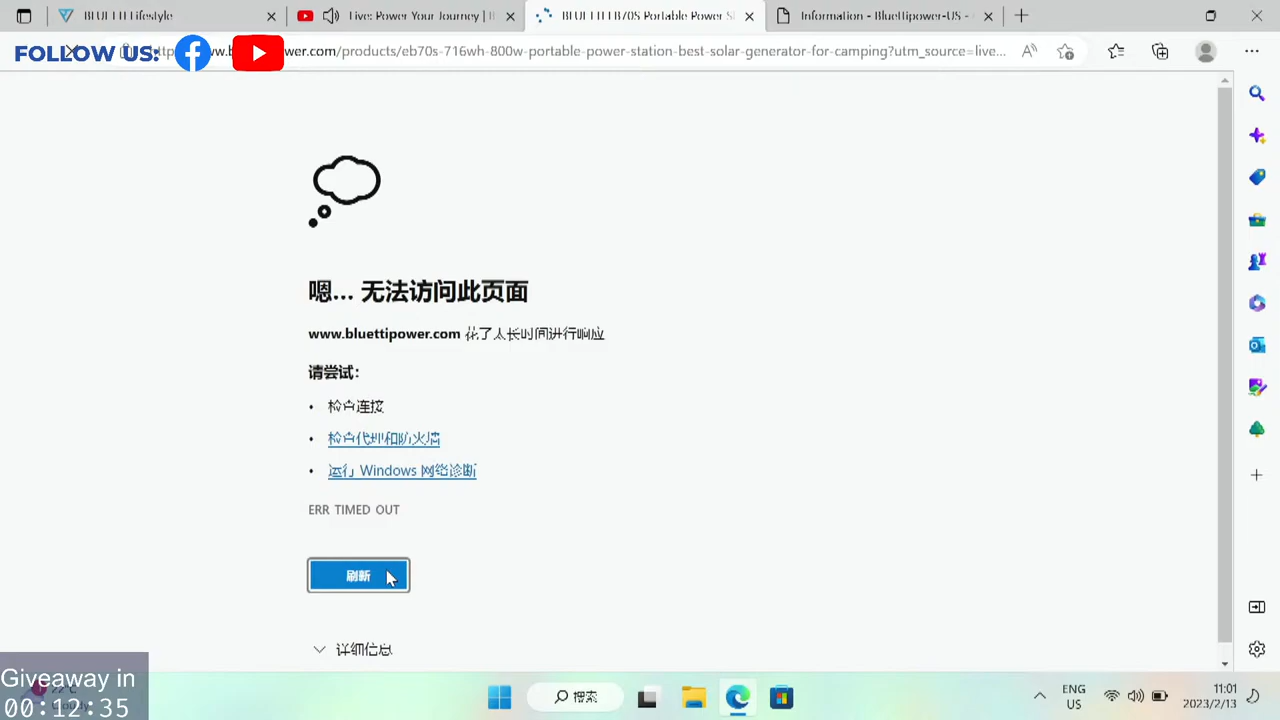 BLUETTI Lifestyle
Live: Power Your Journey |
BLUETTI EB70S Portable Power
Information - Bluettipower-US -
FOLLOW US:
power.com/products/eb70s-716wh-800w-portable-power-station-best-solar-generator-for-camping?utm_source=live...
嗯... 无法访问此页面
www.bluettipower.com 花了太长时间进行响应
请尝试:
• 检查连接
• 检查代理和防火墙
• 运行 Windows 网络诊断
ERR TIMED OUT
刷新
详细信息
Giveaway in
00:12:35
搜索
ENG
US
11:01
2023/2/13